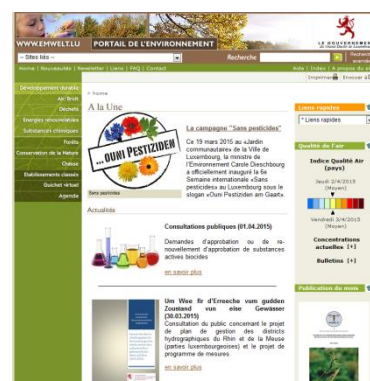 WWW.EMWELT.LU PORTAIL DE L'ENVIRONNEMENT
LE GOUVERNEMENT
-- Sites liés --
Recherche
Home | Nouveautés | Newsletter | Liens | FAQ | Contact
Aide | Index | A propos du
Imprimer Envoyer
Développement durable
Air/Bruit
Déchets
Energies renouvelables
Substances chimiques
Forêts
Conservation de la Nature
Chasse
Etablissements classés
Guichet virtuel
Agenda
> home
A la Une
...OUNI PESTIZIDEN
Sans pesticides
La campagne "Sans pesticides"
Ce 19 mars 2015 au «Jardin
communautaire» de la Ville de
Luxembourg, la ministre de
l'Environnement Carole Dieschbourg
a officiellement inauguré la 6e
Semaine internationale «Sans
pesticides» au Luxembourg sous le
slogan «Ouni Pestiziden am Gaart».
Actualités
Consultations publiques (01.04.2015)
Demandes d'approbation ou de re-
nouvellement d'approbation de substances
actives biocides
en savoir plus
Um Wee fir d'Erreeche vum gudden
Zoustand vun eise Gewässer
(30.03.2015)
Consultation du public concernant le projet
de plan de gestion des districts
hydrographiques du Rhin et de la Meuse
(parties luxembourgeoises) et le projet de
programme de mesures.
en savoir plus
Liens rapides
* Liens rapides
Qualité de l'air
Indice Qualité Air
(pays)
Jeudi 2/4/2015
(Moyen)
Vendredi 3/4/2015
(Moyen)
Concentrations
actuelles [+]
Bulletins [+]
Publication du mois